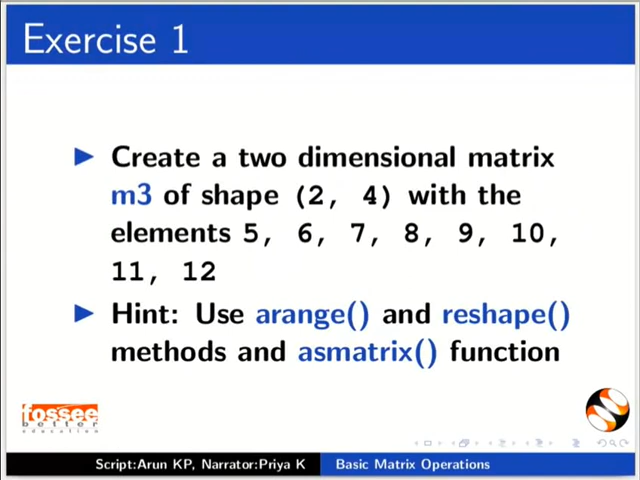 Exercise 1
Create a two dimensional matrix
m3 of shape (2, 4) with the
elements 5, 6, 7, 8, 9, 10,
11, 12
Hint: Use arange() and reshape()
methods and asmatrix() function
fossee
better
education
Script:Arun KP, Narrator:Priya K
Basic Matrix Operations